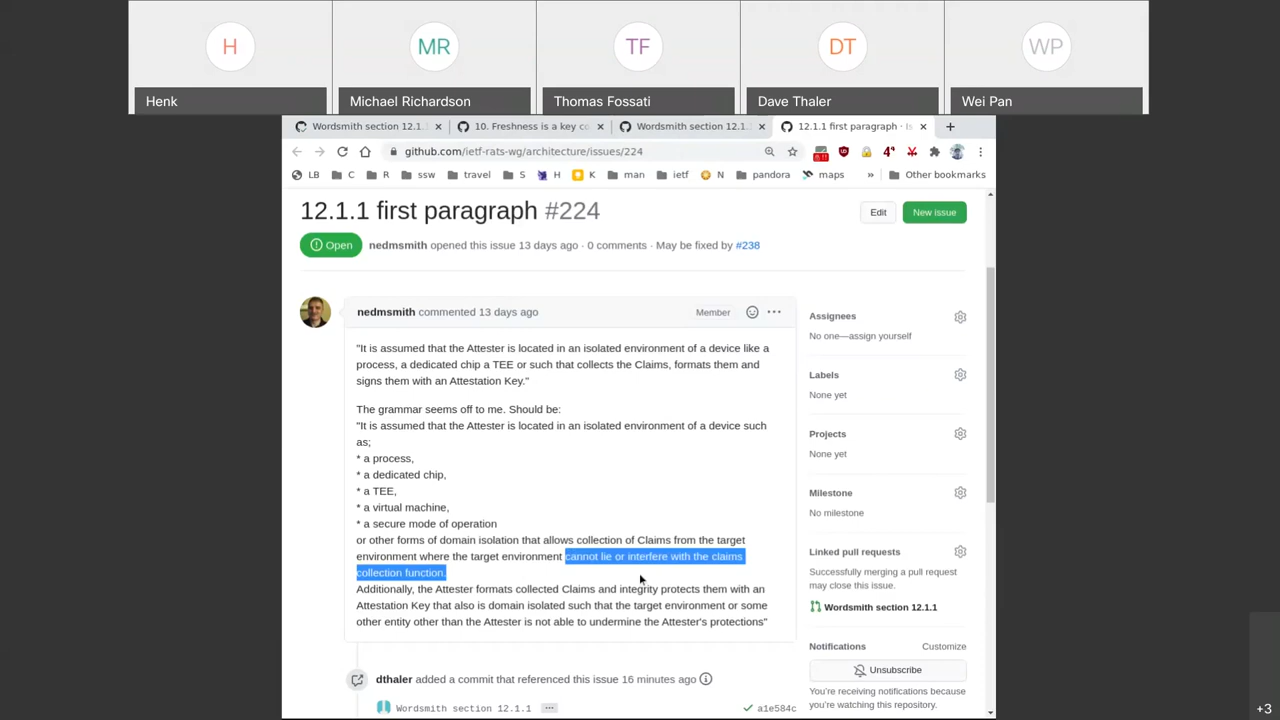 H
MR
TF
DT
WP
Henk
Michael Richardson
Thomas Fossati
Dave Thaler
Wei Pan
Wordsmith section 12.1.
10. Freshness is a key co
Wordsmith section 12.1.
12.1.1 first paragraph · Is
github.com/ietf-rats-wg/architecture/issues/224
LB
C
R
ssw
travel
S
H
K
man
ietf
N
pandora
maps
»
Other bookmarks
12.1.1 first paragraph #224
Edit
New issue
Open
nedmsmith opened this issue 13 days ago · 0 comments · May be fixed by #238
nedmsmith commented 13 days ago
Member
"It is assumed that the Attester is located in an isolated environment of a device like a
process, a dedicated chip a TEE or such that collects the Claims, formats them and
signs them with an Attestation Key."
The grammar seems off to me. Should be:
"It is assumed that the Attester is located in an isolated environment of a device such
as;
* a process,
* a dedicated chip,
* a TEE,
* a virtual machine,
* a secure mode of operation
or other forms of domain isolation that allows collection of Claims from the target
environment where the target environment cannot lie or interfere with the claims
collection function.
Additionally, the Attester formats collected Claims and integrity protects them with an
Attestation Key that also is domain isolated such that the target environment or some
other entity other than the Attester is not able to undermine the Attester's protections"
dthaler added a commit that referenced this issue 16 minutes ago
Wordsmith section 12.1.1
a1e584c
Assignees
No one—assign yourself
Labels
None yet
Projects
None yet
Milestone
No milestone
Linked pull requests
Successfully merging a pull request
may close this issue.
Wordsmith section 12.1.1
Notifications
Customize
Unsubscribe
You're receiving notifications because
you're watching this repository.
+3